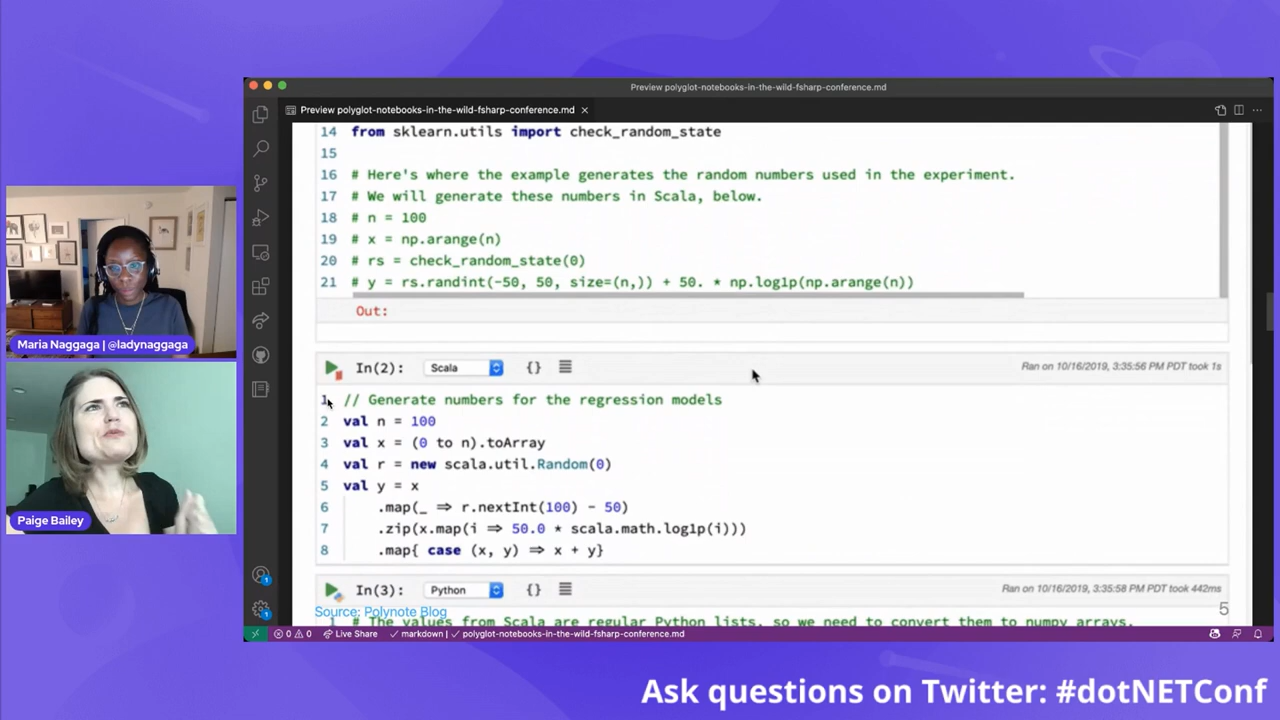 Preview polyglot-notebooks-in-the-wild-fsharp-conference.md
Preview polyglot-notebooks-in-the-wild-fsharp-conference.md
14 from sklearn.utils import check_random_state
15
16 # Here's where the example generates the random numbers used in the experiment.
17 # We will generate these numbers in Scala, below.
18 # n = 100
19 # x = np.arange(n)
20 # rs = check_random_state(0)
21 # y = rs.randint(-50, 50, size=(n,)) + 50. * np.log1p(np.arange(n))
Out:
In(2): Scala {} Ran on 10/16/2019, 3:35:56 PM PDT took 1s
1 // Generate numbers for the regression models
2 val n = 100
3 val x = (0 to n).toArray
4 val r = new scala.util.Random(0)
5 val y = x
6 .map(_ ⇒ r.nextInt(100) - 50)
7 .zip(x.map(i ⇒ 50.0 * scala.math.log1p(i)))
8 .map{ case (x, y) ⇒ x + y}
In(3): Python {} Ran on 10/16/2019, 3:35:58 PM PDT took 442ms
Source: Polynote Blog
5
1 # The values from Scala are regular Python lists, so we need to convert them to numpy arrays.
1
1
0 0 Live Share markdown | polyglot-notebooks-in-the-wild-fsharp-conference.md
Maria Naggaga | @ladynaggaga
Paige Bailey
Ask questions on Twitter: #dotNETConf